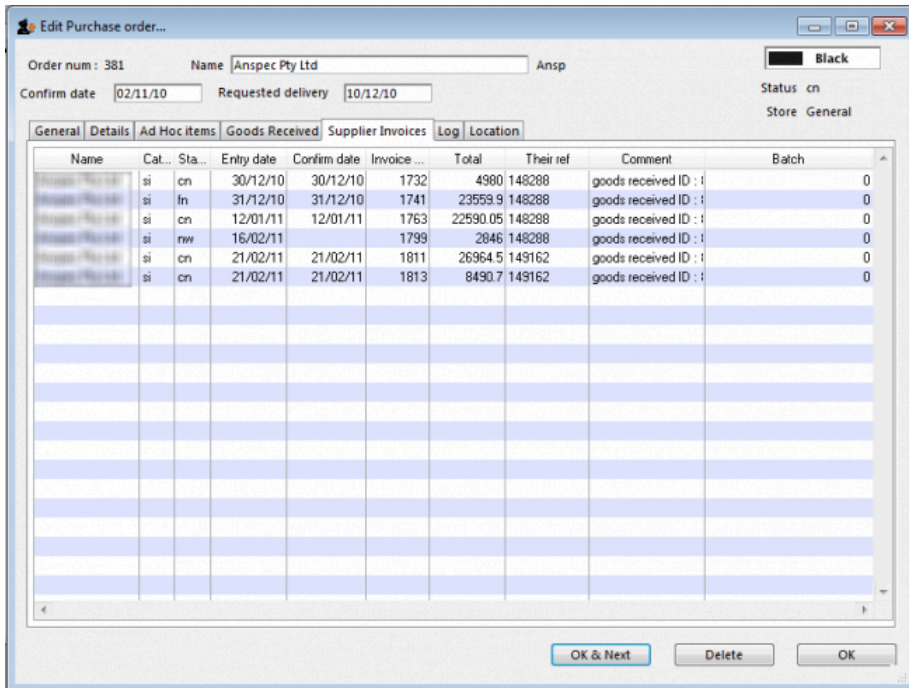 Edit Purchase order...
Order num : 381 Name Anspec Pty Ltd Ansp Black
Confirm date 02/11/10 Requested delivery 10/12/10 Status cn
Store General
General Details Ad Hoc items Goods Received Supplier Invoices Log Location
Name Cat... Sta... Entry date Confirm date Invoice ... Total Their ref Comment Batch
si cn 30/12/10 30/12/10 1732 4980 148288 goods received ID : 0
si fn 31/12/10 31/12/10 1741 23559.9 148288 goods received ID : 0
si cn 12/01/11 12/01/11 1763 22590.05 148288 goods received ID : 0
si nw 16/02/11 1799 2846 148288 goods received ID : 0
si cn 21/02/11 21/02/11 1811 26964.5 149162 goods received ID : 0
si cn 21/02/11 21/02/11 1813 8490.7 149162 goods received ID : 0
OK & Next Delete OK